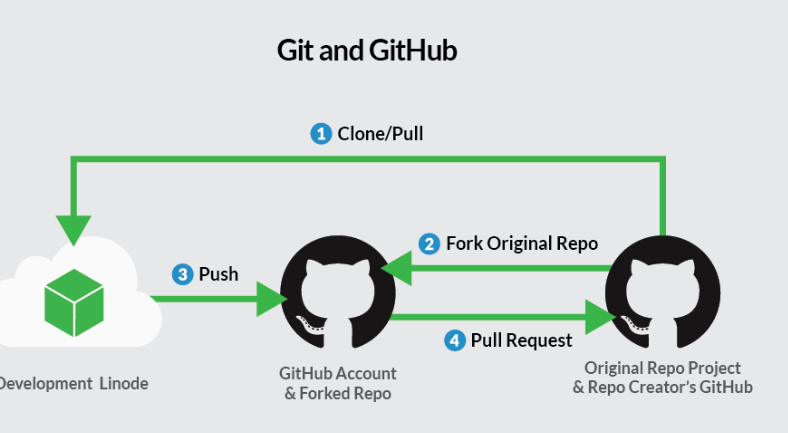 Git and GitHub
1 Clone/Pull
2 Fork Original Repo
3 Push
4 Pull Request
Development Linode
GitHub Account
& Forked Repo
Original Repo Project
& Repo Creator's GitHub